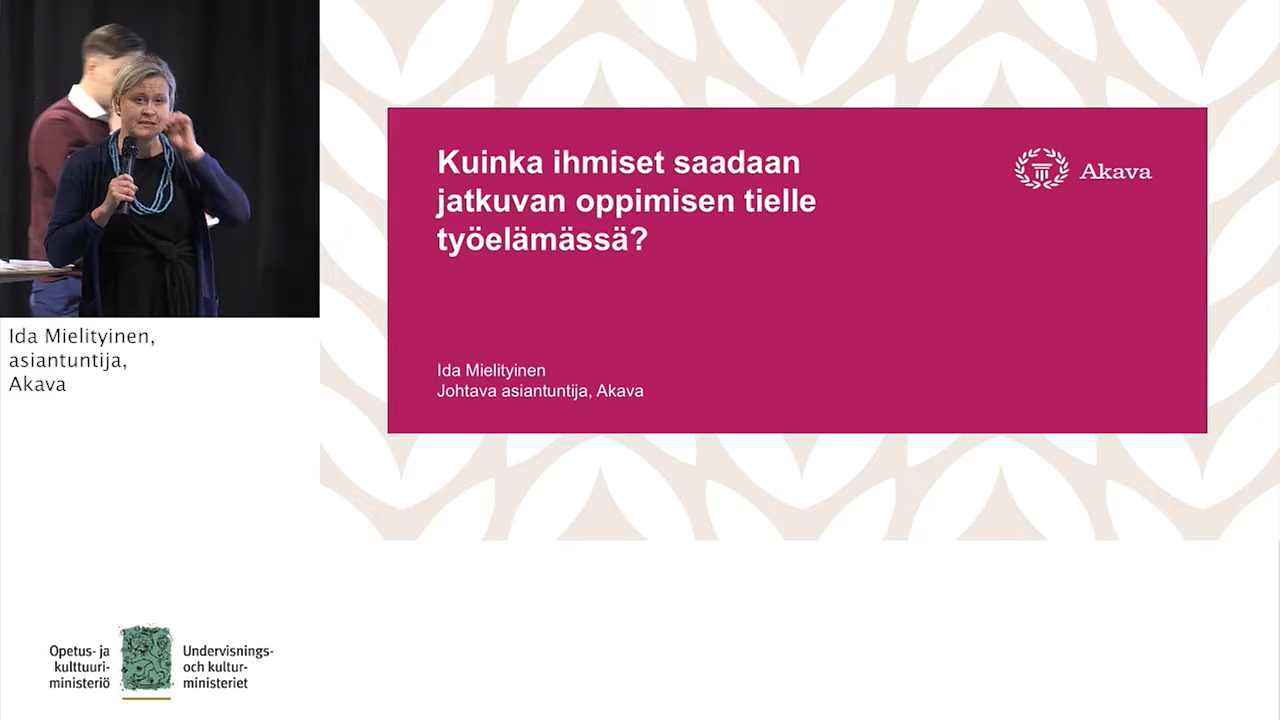 Kuinka ihmiset saadaan
jatkuvan oppimisen tielle
työelämässä?
Akava
Ida Mielityinen
Johtava asiantuntija, Akava
Ida Mielityinen,
asiantuntija,
Akava
Opetus- ja
kulttuuri-
ministeriö
Undervisnings-
och kultur-
ministeriet